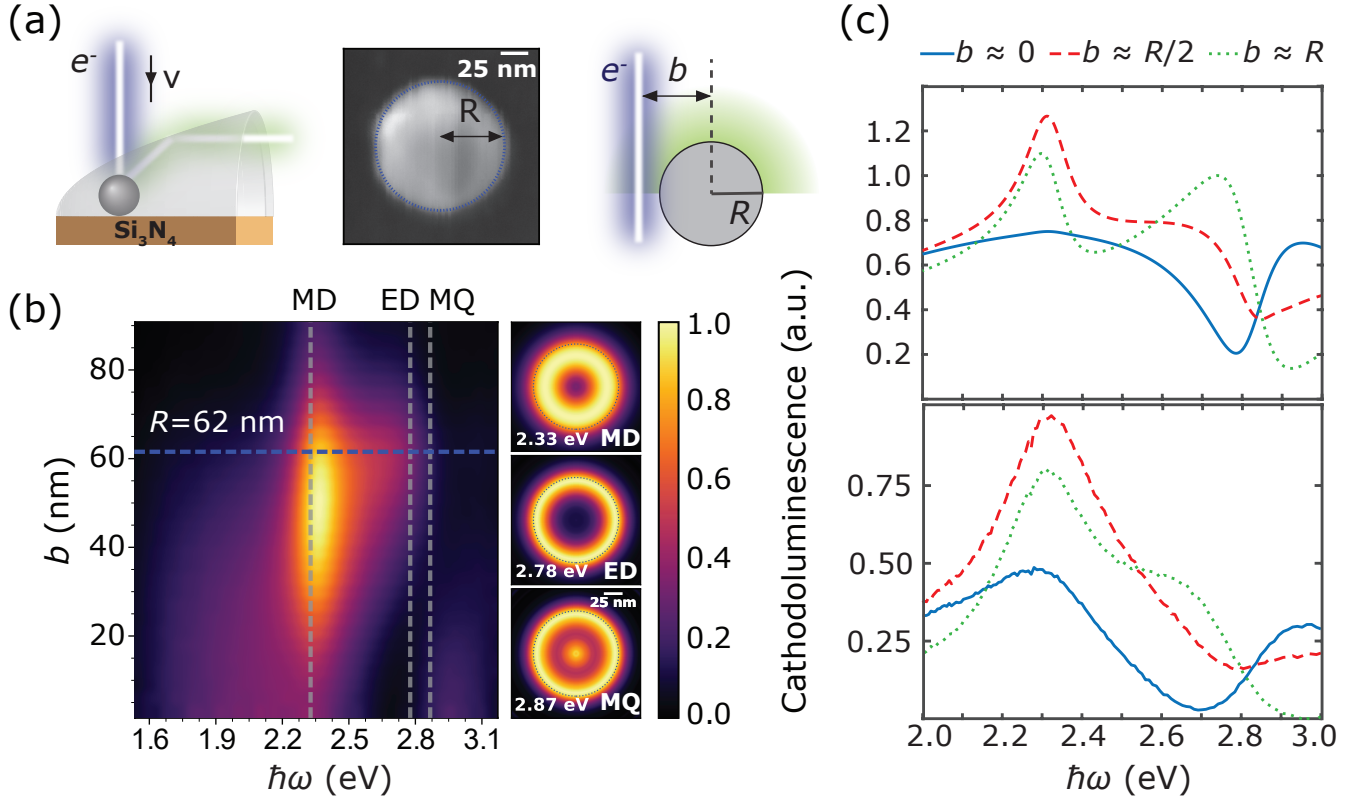 (a)
e-
v
Si3N4
25 nm
R
e-
b
R
(b)
MD
ED
MQ
R=62 nm
80
60
40
20
b (nm)
1.6
1.9
2.2
2.5
2.8
3.1
ħω (eV)
2.33 eV
MD
2.78 eV
ED
25 nm
2.87 eV
MQ
1.0
0.8
0.6
0.4
0.2
0.0
(c)
b ≈ 0
b ≈ R/2
b ≈ R
Cathodoluminescence (a.u.)
1.2
1.0
0.8
0.6
0.4
0.2
0.75
0.50
0.25
2.0
2.2
2.4
2.6
2.8
3.0
ħω (eV)